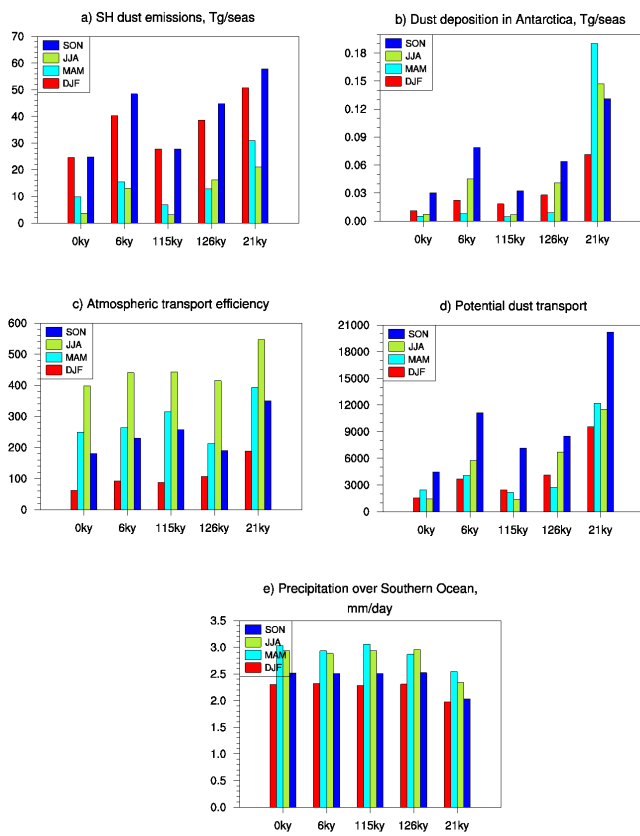 a) SH dust emissions, Tg/seas
70
60
50
40
30
20
10
0
SON
JJA
MAM
DJF
0ky 6ky 115ky 126ky 21ky
b) Dust deposition in Antarctica, Tg/seas
0.18
0.15
0.12
0.09
0.06
0.03
0.00
SON
JJA
MAM
DJF
0ky 6ky 115ky 126ky 21ky
c) Atmospheric transport efficiency
600
500
400
300
200
100
0
SON
JJA
MAM
DJF
0ky 6ky 115ky 126ky 21ky
d) Potential dust transport
21000
18000
15000
12000
9000
6000
3000
0
SON
JJA
MAM
DJF
0ky 6ky 115ky 126ky 21ky
e) Precipitation over Southern Ocean,
mm/day
3.5
3.0
2.5
2.0
1.5
1.0
0.5
0.0
SON
JJA
MAM
DJF
0ky 6ky 115ky 126ky 21ky